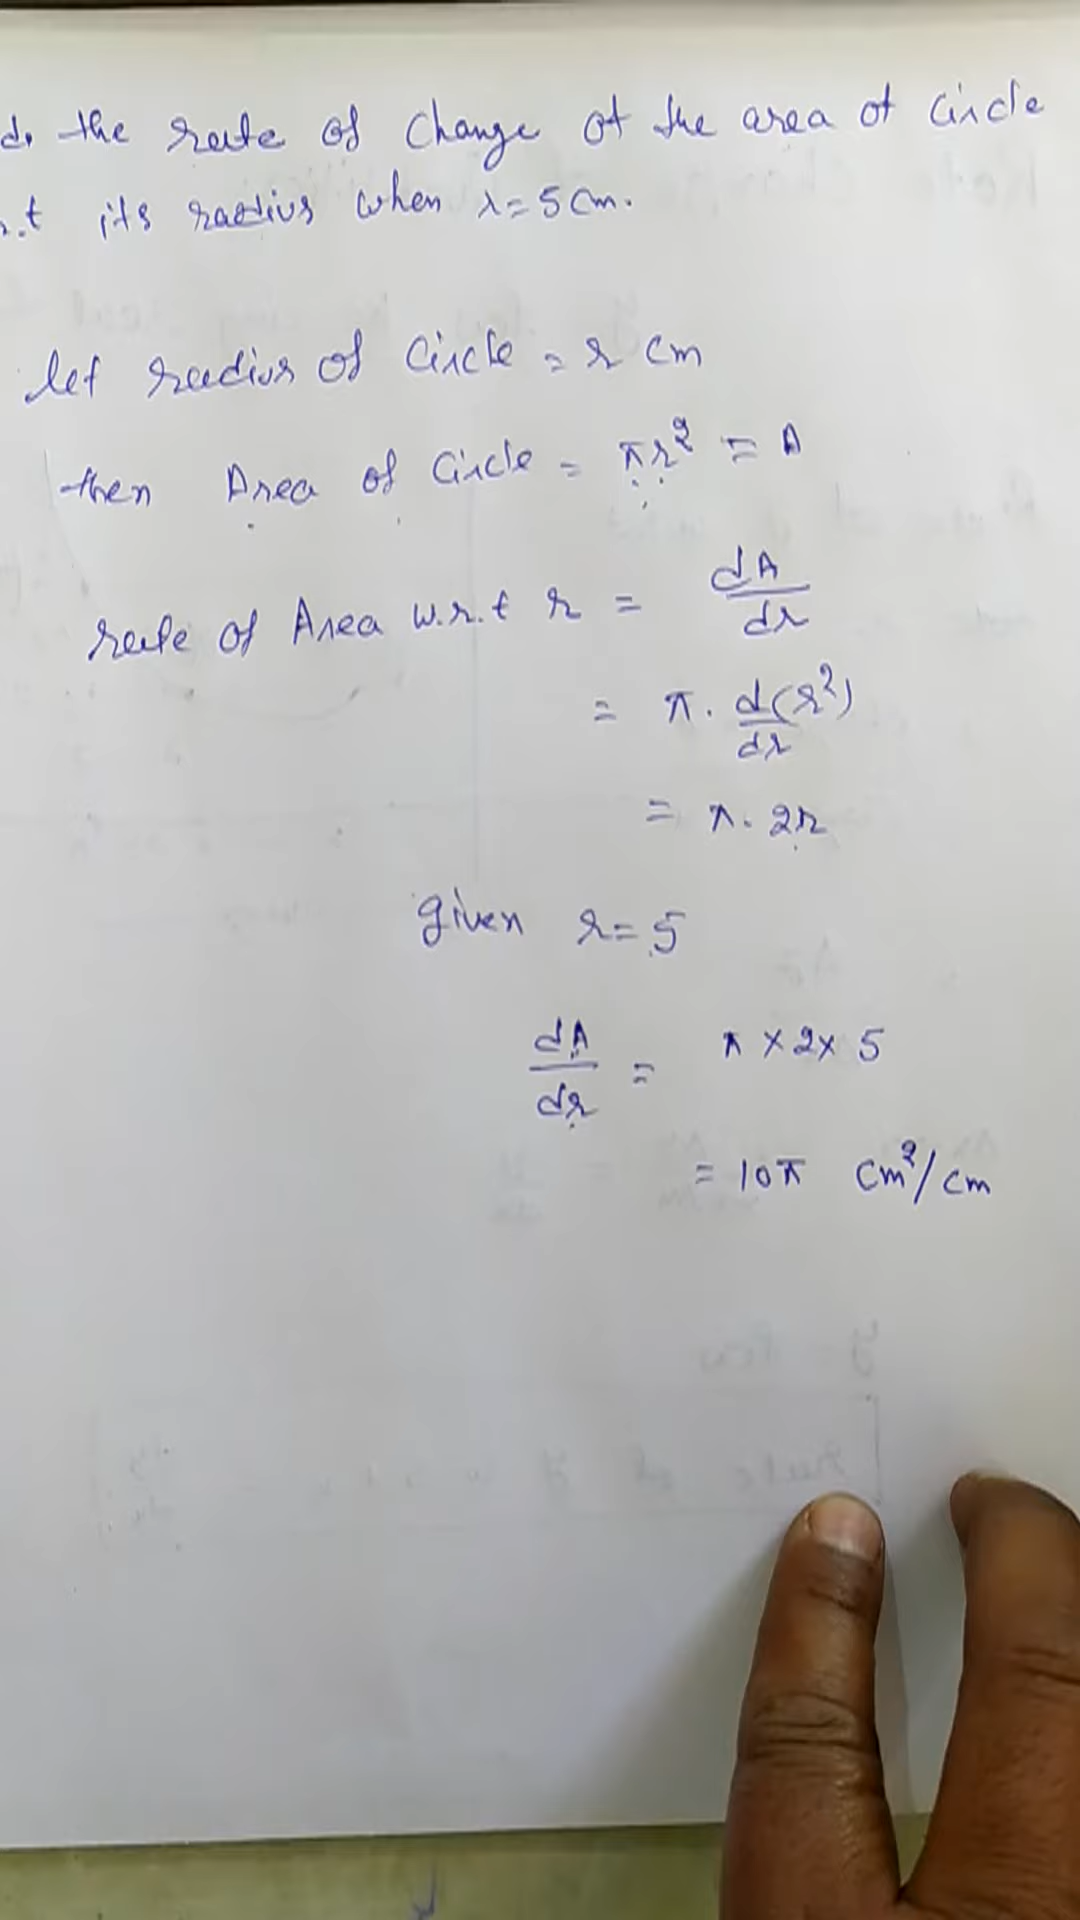 d. the rate of change of the area of Circle
r.t its radius when r=5cm.
let radius of Circle = r cm
then Area of Circle = πr² = A
rate of Area w.r.t r = dA/dr
= π. d(r²)/dr
= π. 2r
given r=5
dA/dr = π×2×5
= 10π cm²/cm